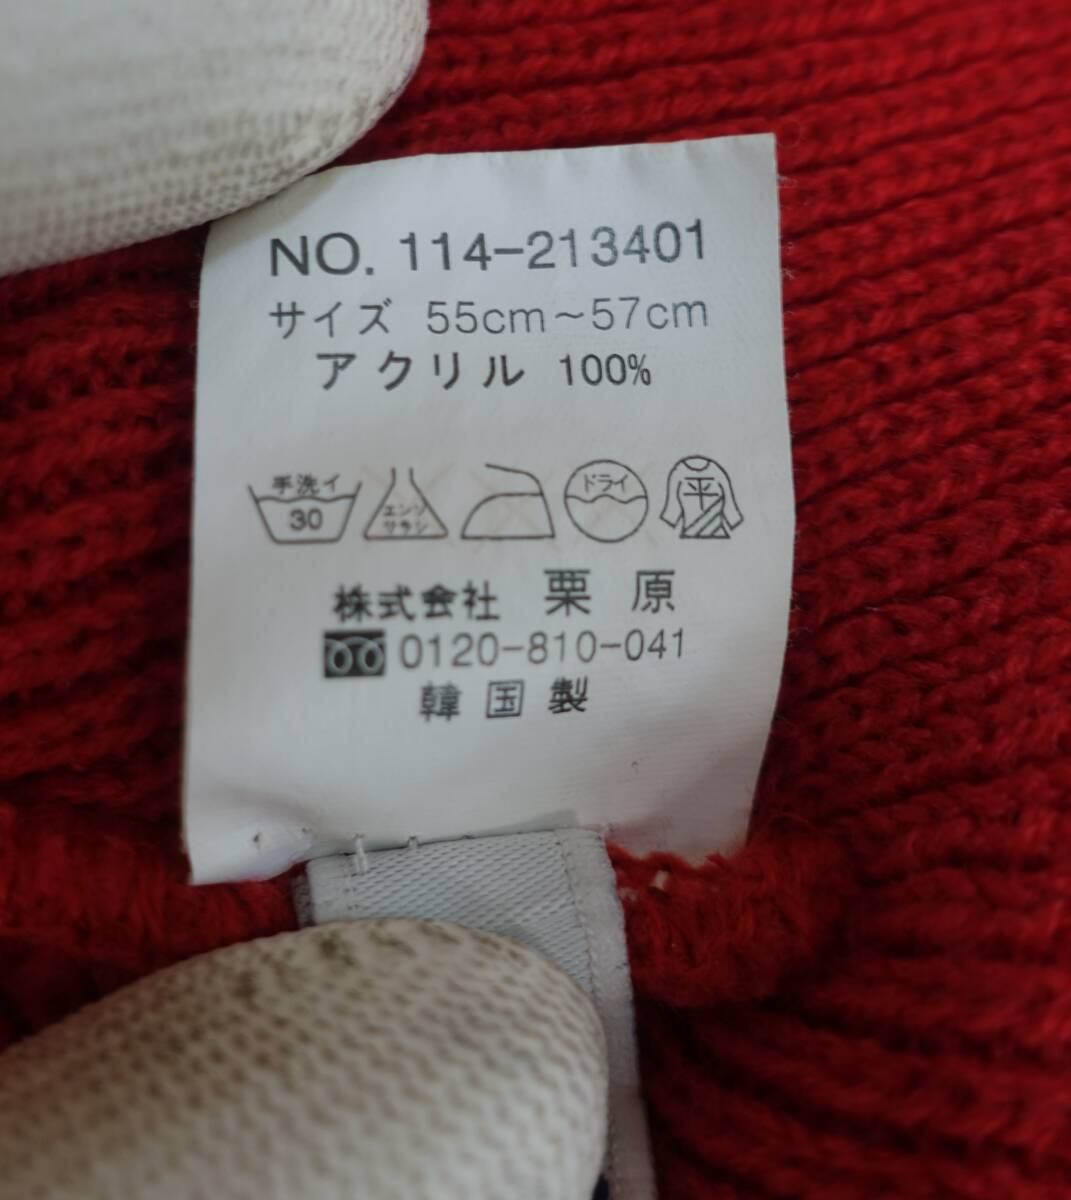 NO. 114-213401
サイズ 55cm～57cm
アクリル 100%
手洗イ 30 エンソサラシ ドライ 平
株式会社 栗原
0120-810-041
韓国製